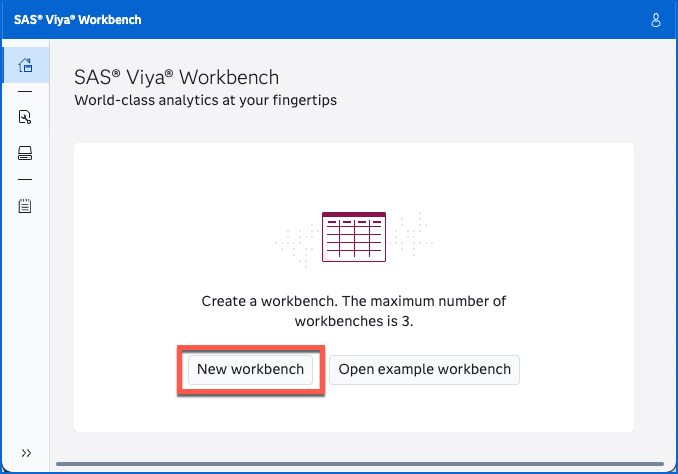 SAS® Viya® Workbench
SAS® Viya® Workbench
World-class analytics at your fingertips
Create a workbench. The maximum number of
workbenches is 3.
New workbench
Open example workbench